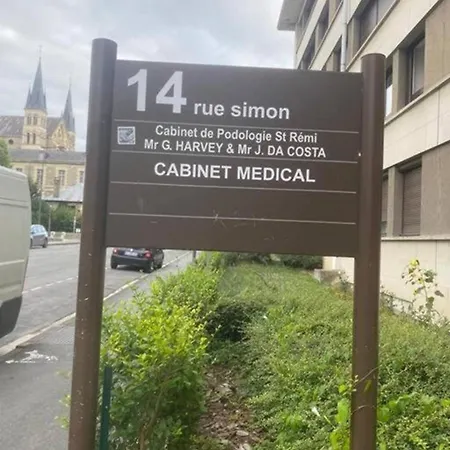 14 rue simon
Cabinet de Podologie St Rémi
Mr G. HARVEY & Mr J. DA COSTA
CABINET MEDICAL